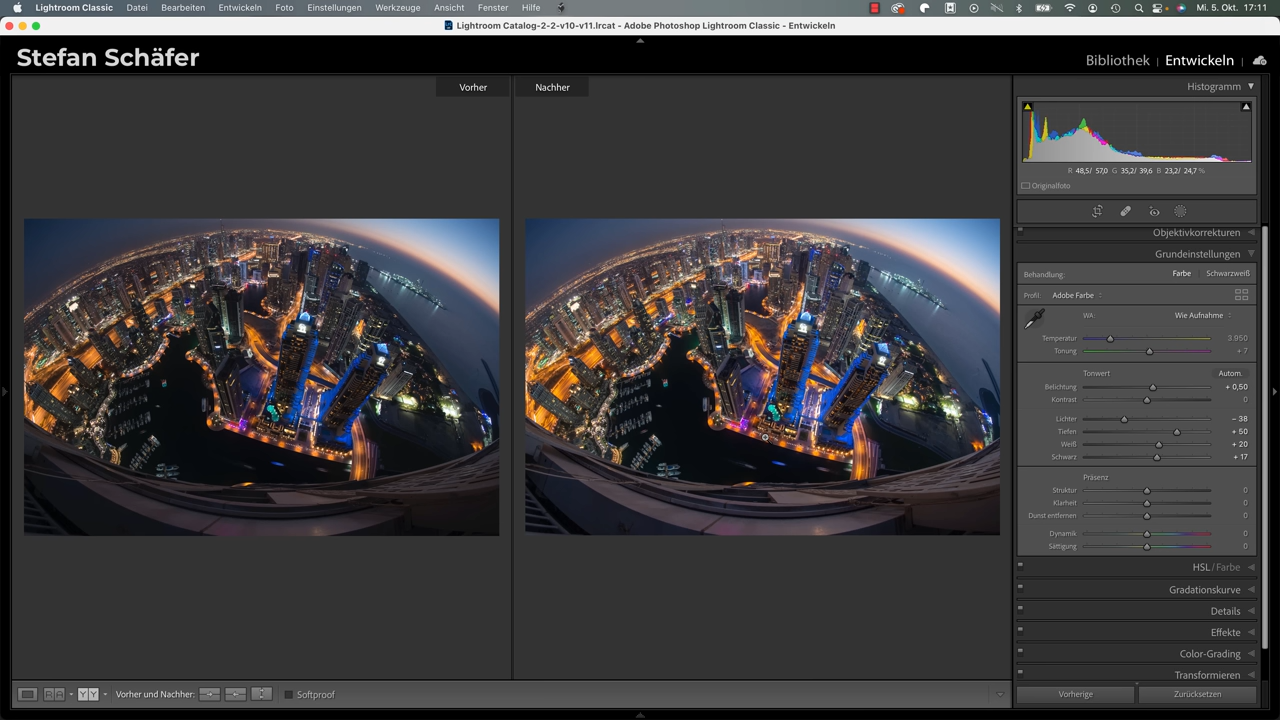 Lightroom Classic Datei Bearbeiten Entwickeln Foto Einstellungen Werkzeuge Ansicht Fenster Hilfe Mi. 5. Okt. 17:11
Lightroom Catalog-2-2-v10-v11.lrcat - Adobe Photoshop Lightroom Classic - Entwickeln
Stefan Schäfer Bibliothek | Entwickeln |
Vorher Nachher
Histogramm
R 48,5/ 57,0 G 35,2/ 39,6 B 23,2/ 24,7 %
Originalfoto
Objektivkorrekturen
Grundeinstellungen
Behandlung: Farbe Schwarzweiß
Profil: Adobe Farbe
WA: Wie Aufnahme
Temperatur 3.950
Tonung + 7
Tonwert Autom.
Belichtung + 0,50
Kontrast 0
Lichter − 38
Tiefen + 50
Weiß + 20
Schwarz + 17
Präsenz
Struktur 0
Klarheit 0
Dunst entfernen 0
Dynamik 0
Sättigung 0
HSL / Farbe
Gradationskurve
Details
Effekte
Color-Grading
Transformieren
R A Y Y Vorher und Nachher: Softproof Vorherige Zurücksetzen